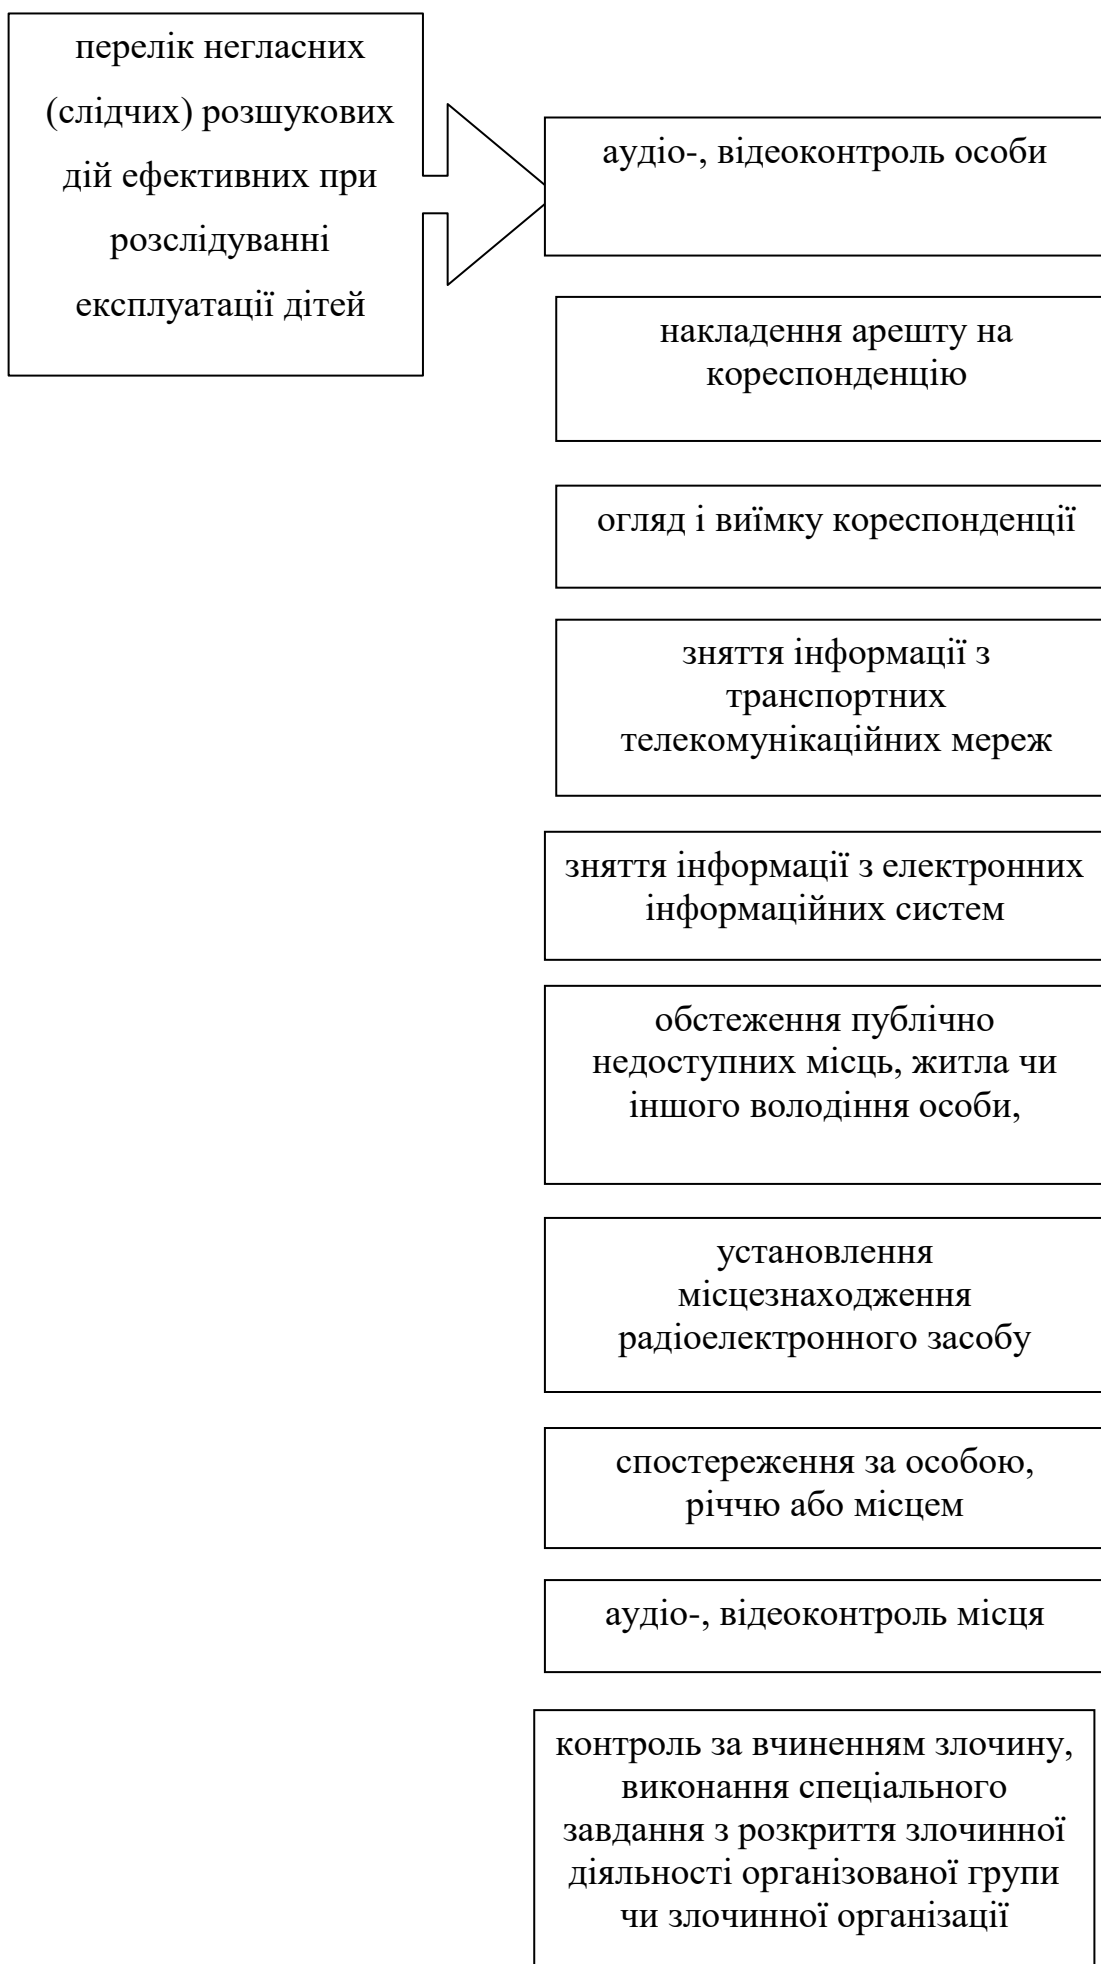 перелік негласних
(слідчих) розшукових
дій ефективних при
розслідуванні
експлуатації дітей
аудіо-, відеоконтроль особи
накладення арешту на
кореспонденцію
огляд і виїмку кореспонденції
зняття інформації з
транспортних
телекомунікаційних мереж
зняття інформації з електронних
інформаційних систем
обстеження публічно
недоступних місць, житла чи
іншого володіння особи,
установлення
місцезнаходження
радіоелектронного засобу
спостереження за особою,
річчю або місцем
аудіо-, відеоконтроль місця
контроль за вчиненням злочину,
виконання спеціального
завдання з розкриття злочинної
діяльності організованої групи
чи злочинної організації